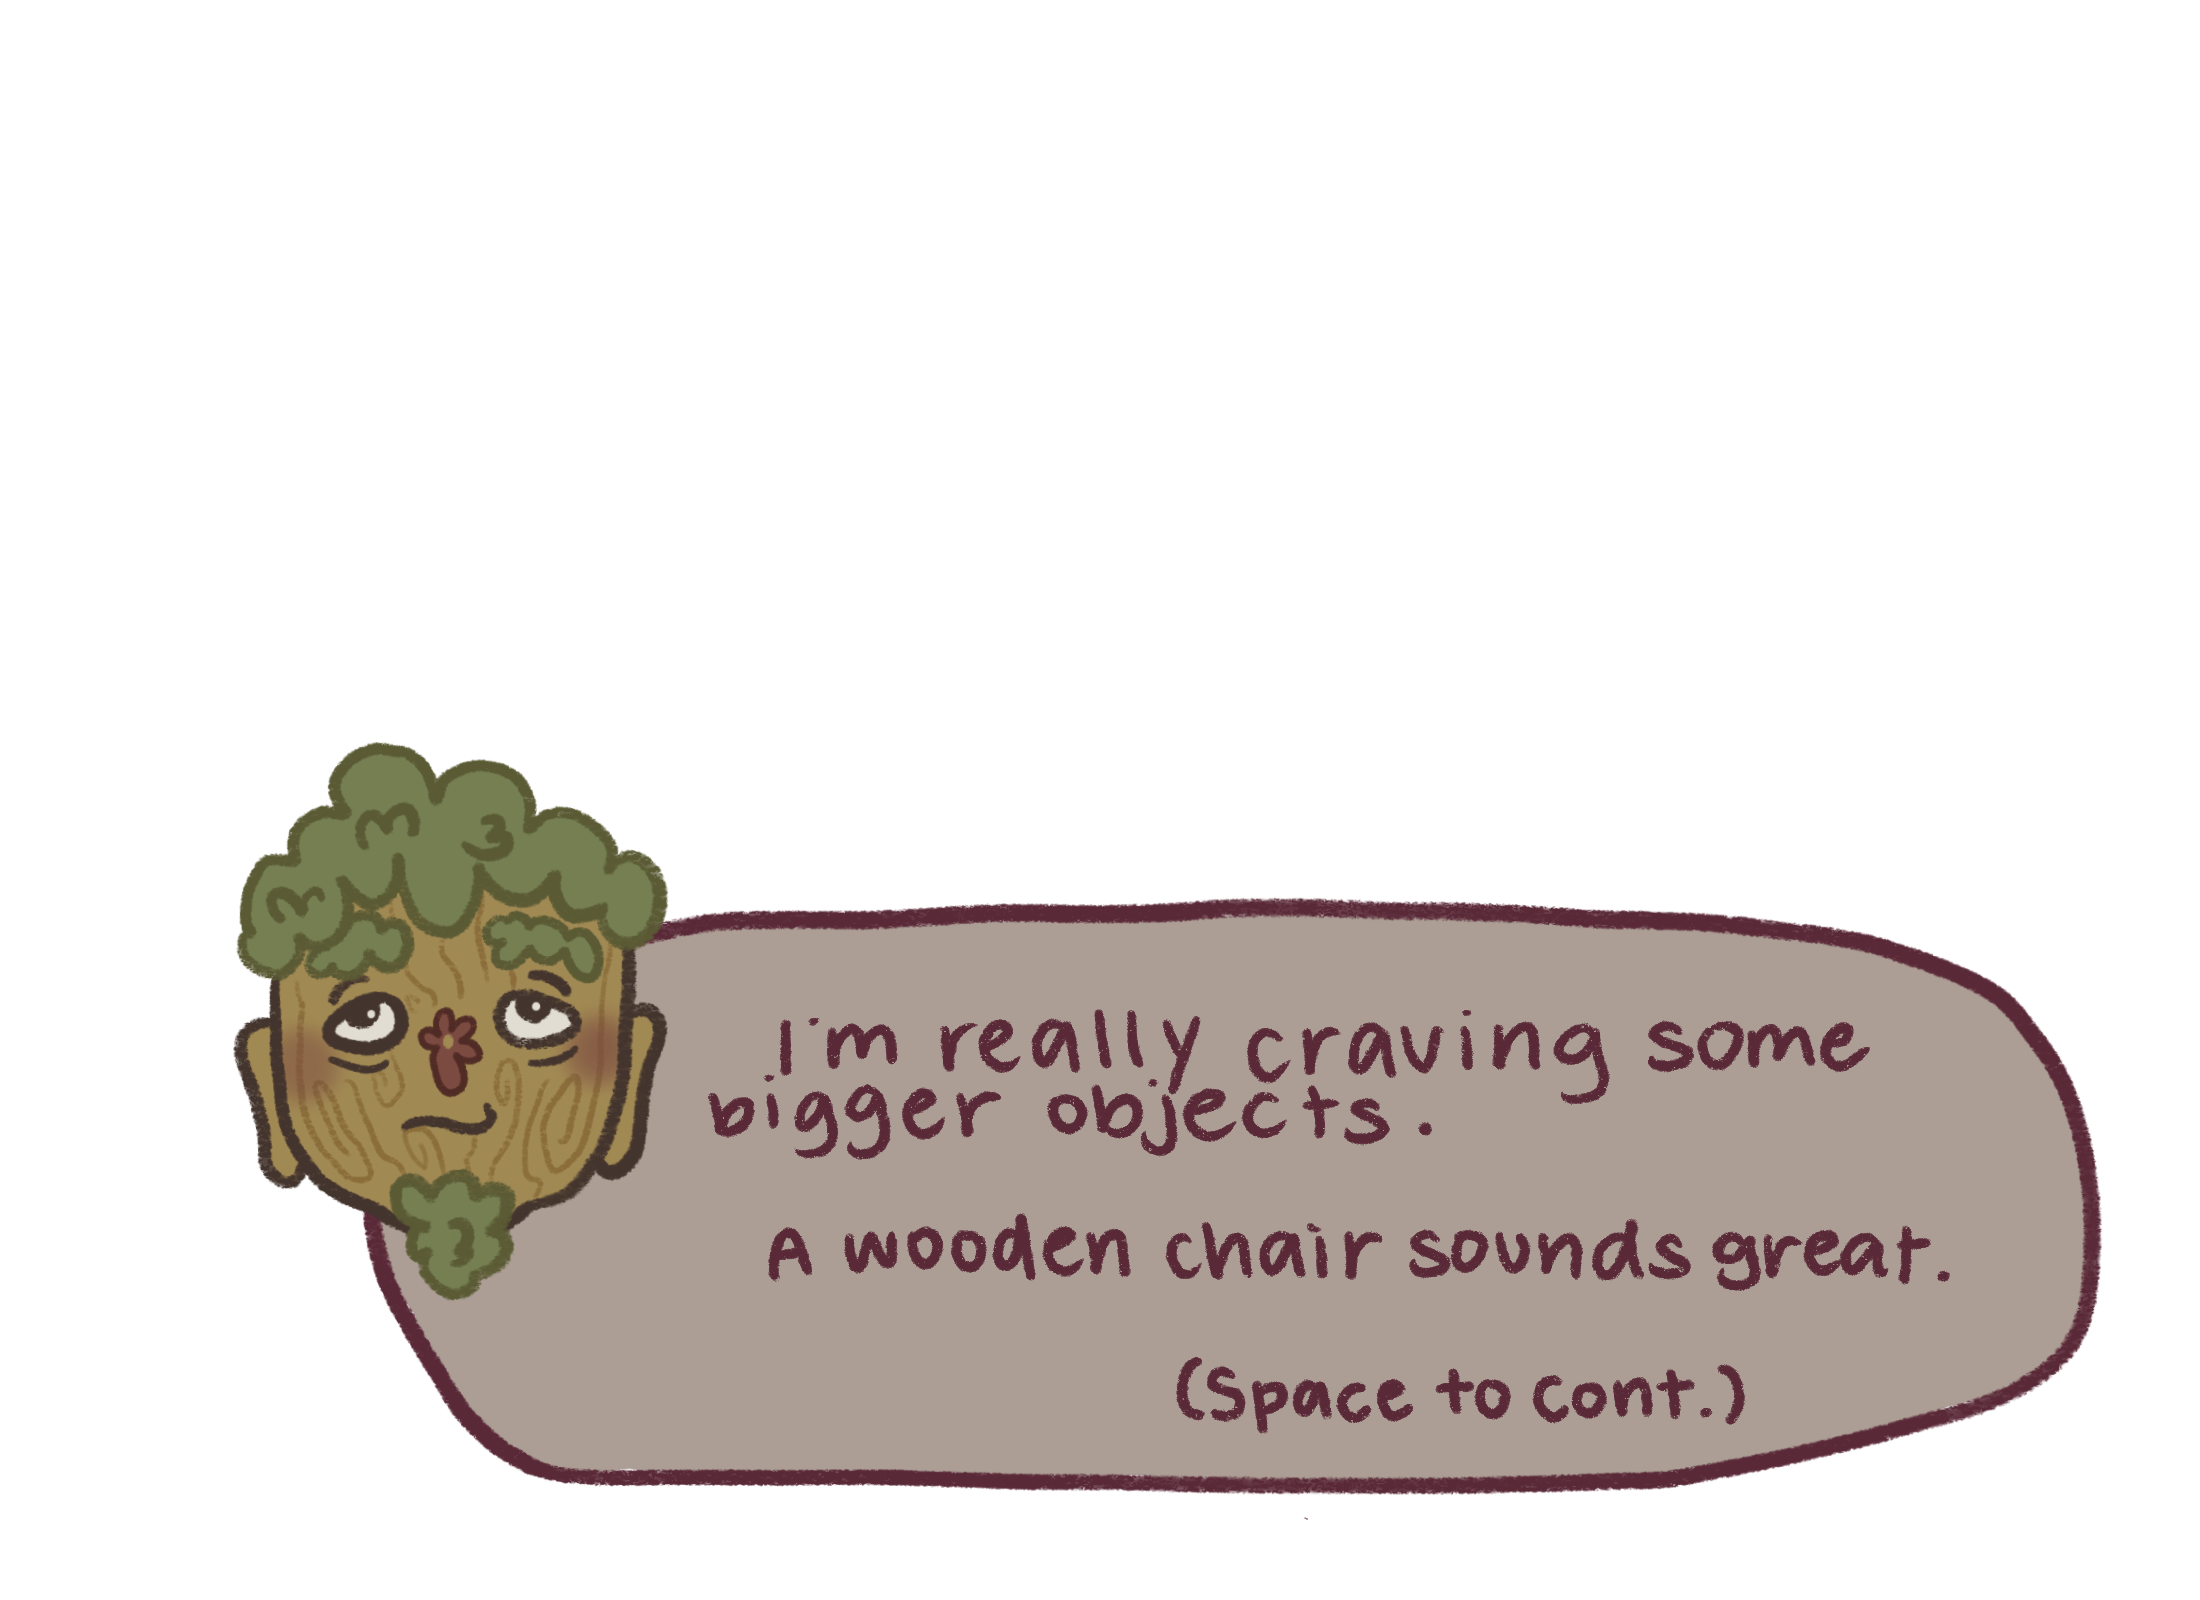 I'm really craving some
bigger objects.
A wooden chair sounds great.
(Space to cont.)